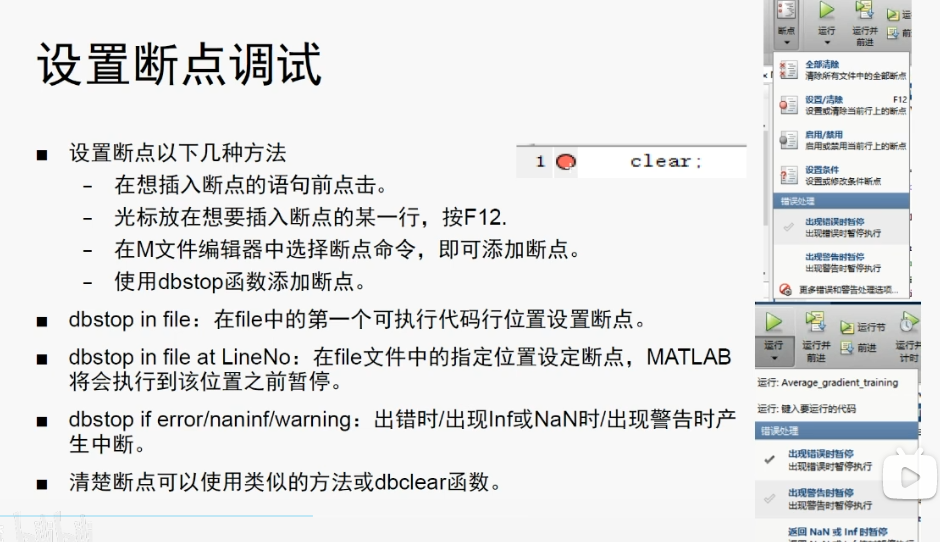 设置断点调试
■ 设置断点以下几种方法
– 在想插入断点的语句前点击。
– 光标放在想要插入断点的某一行，按F12.
– 在M文件编辑器中选择断点命令，即可添加断点。
– 使用dbstop函数添加断点。
■ dbstop in file：在file中的第一个可执行代码行位置设置断点。
■ dbstop in file at LineNo：在file文件中的指定位置设定断点，MATLAB
将会执行到该位置之前暂停。
■ dbstop if error/naninf/warning：出错时/出现Inf或NaN时/出现警告时产
生中断。
■ 清楚断点可以使用类似的方法或dbclear函数。
1 clear;
断点 运行 运行并
前进
全部清除
清除所有文件中的全部断点
设置/清除 F12
设置或清除当前行上的断点
启用/禁用
启用或禁用当前行上的断点
设置条件
设置或修改条件断点
错误处理
出现错误时暂停
出现错误时暂停执行
出现警告时暂停
出现警告时暂停执行
更多错误和警告处理选项...
运行 运行并
前进
运行节
前进
运行并
计时
运行: Average_gradient_training
运行: 键入要运行的代码
错误处理
出现错误时暂停
出现错误时暂停执行
出现警告时暂停
出现警告时暂停执行
返回 NaN 或 Inf 时暂停